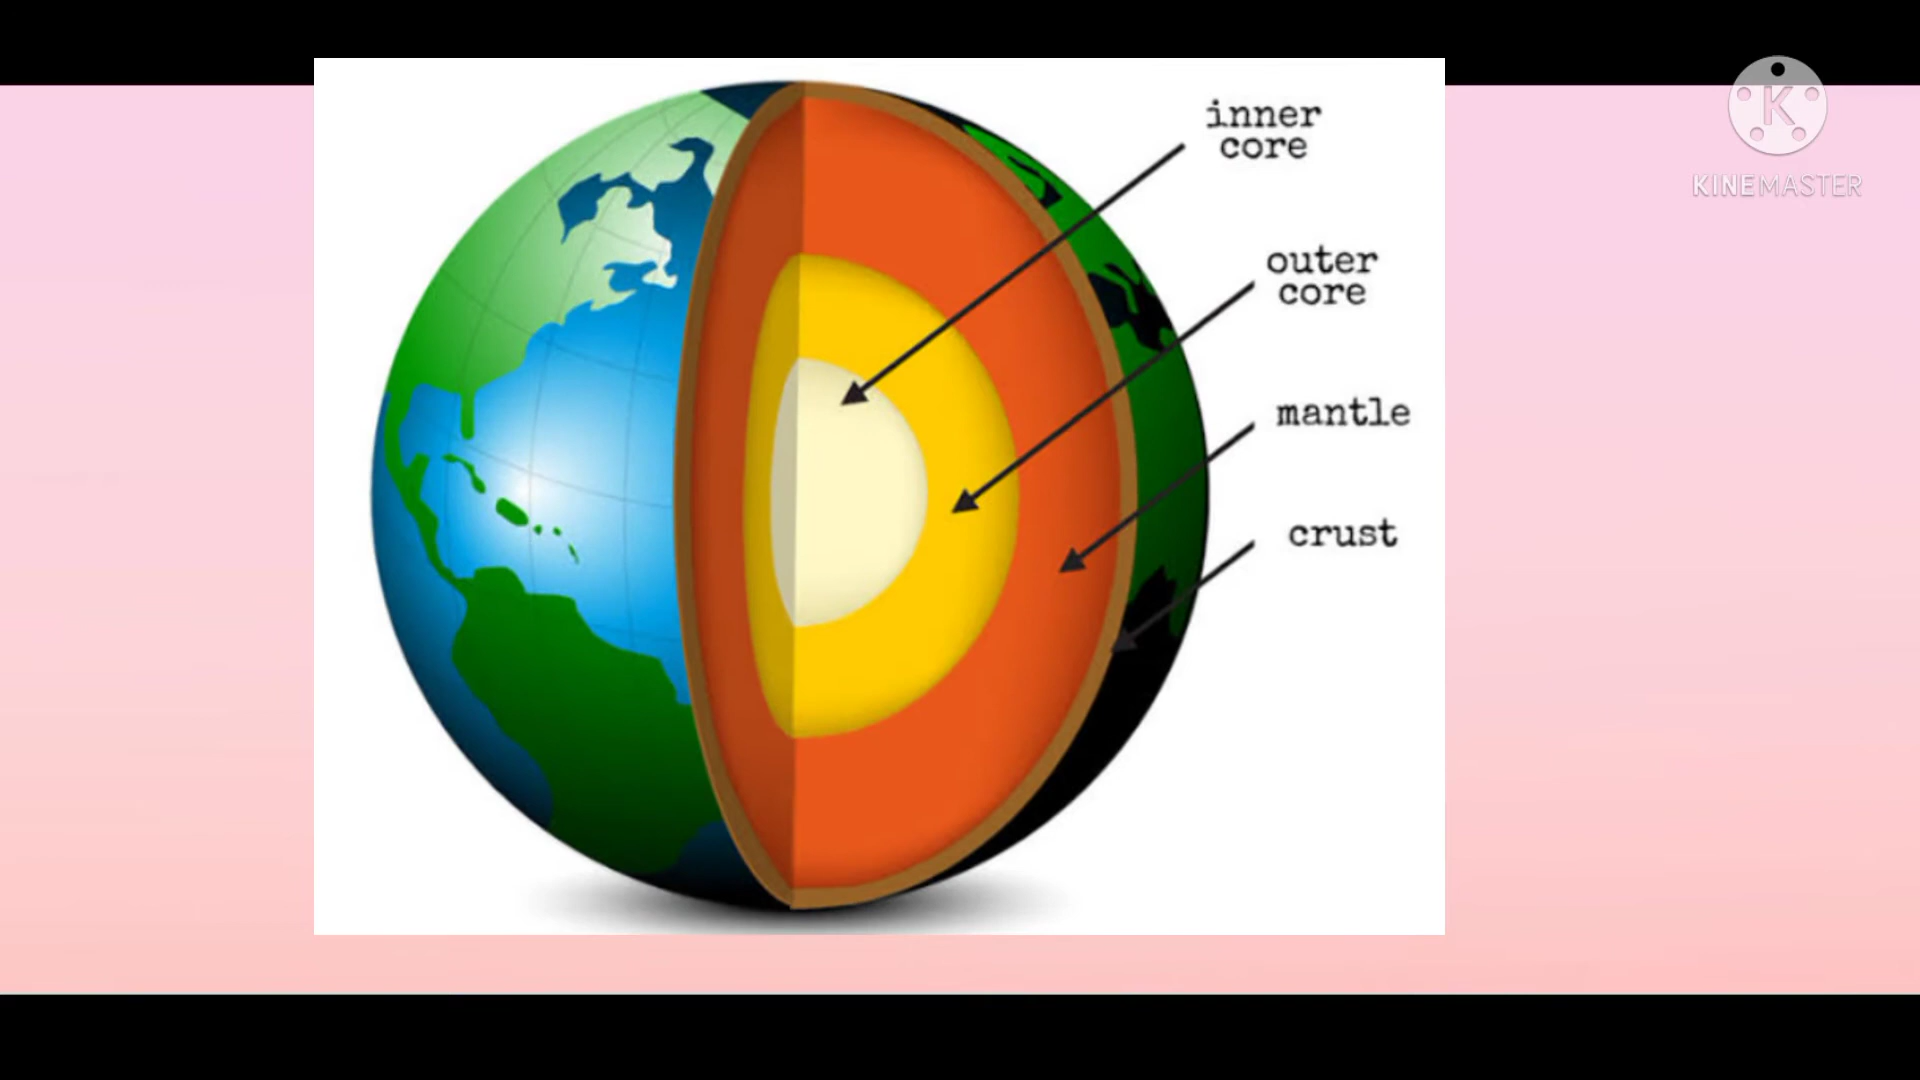 inner
core
outer
core
mantle
crust
K
KINEMASTER